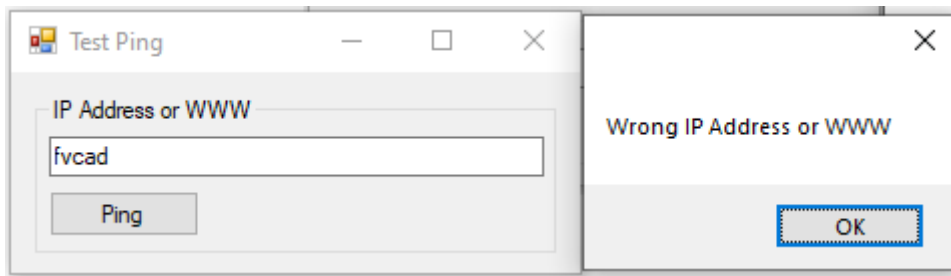 Test Ping
IP Address or WWW
fvcad
Ping
Wrong IP Address or WWW
OK